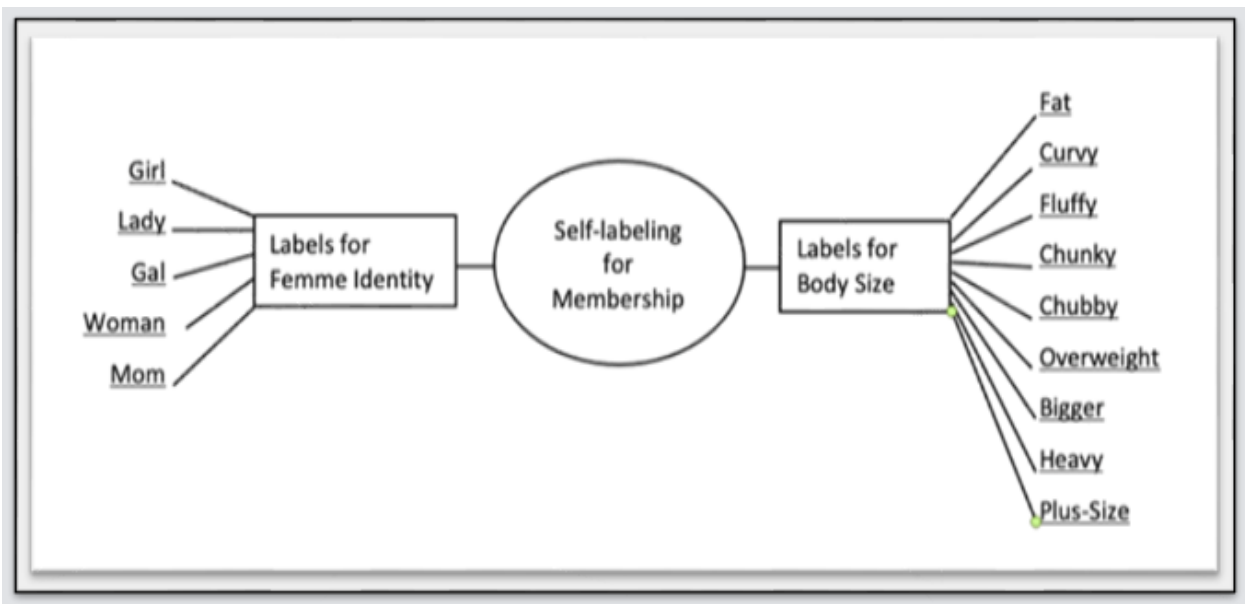 Girl
Lady
Gal
Woman
Mom
Labels for
Femme Identity
Self-labeling
for
Membership
Labels for
Body Size
Fat
Curvy
Fluffy
Chunky
Chubby
Overweight
Bigger
Heavy
Plus-Size